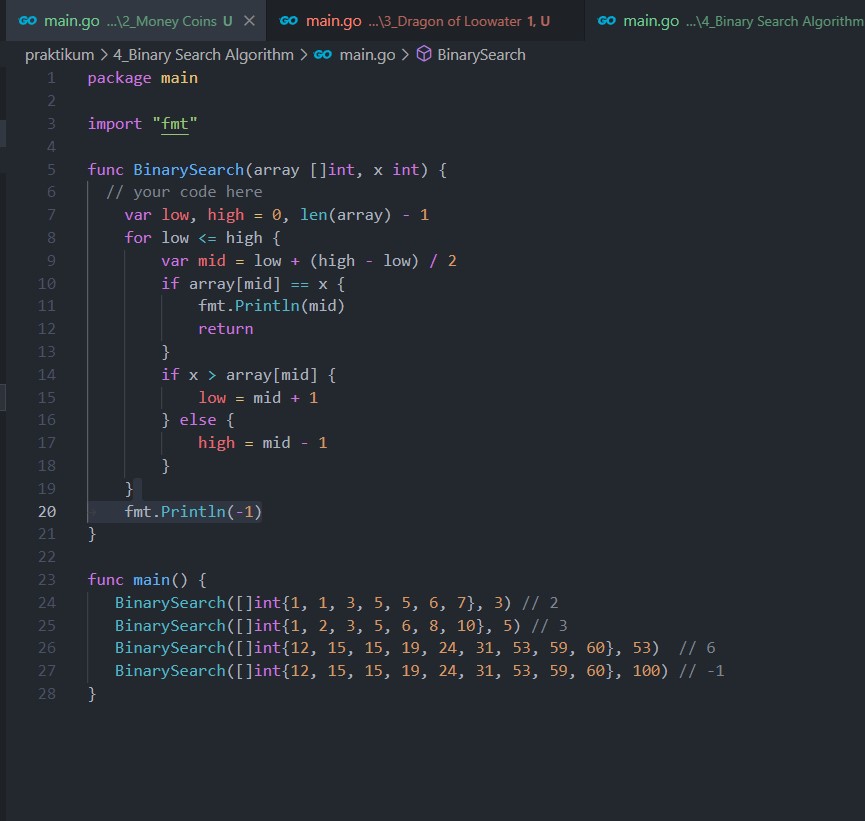 GO main.go ...\2_Money Coins U × GO main.go ...\3_Dragon of Loowater 1, U GO main.go ...\4_Binary Search Algorithm
praktikum > 4_Binary Search Algorithm > GO main.go > BinarySearch
1 package main
2
3 import "fmt"
4
5 func BinarySearch(array []int, x int) {
6 // your code here
7 var low, high = 0, len(array) - 1
8 for low <= high {
9 var mid = low + (high - low) / 2
10 if array[mid] == x {
11 fmt.Println(mid)
12 return
13 }
14 if x > array[mid] {
15 low = mid + 1
16 } else {
17 high = mid - 1
18 }
19 }
20 fmt.Println(-1)
21 }
22
23 func main() {
24 BinarySearch([]int{1, 1, 3, 5, 5, 6, 7}, 3) // 2
25 BinarySearch([]int{1, 2, 3, 5, 6, 8, 10}, 5) // 3
26 BinarySearch([]int{12, 15, 15, 19, 24, 31, 53, 59, 60}, 53) // 6
27 BinarySearch([]int{12, 15, 15, 19, 24, 31, 53, 59, 60}, 100) // -1
28 }